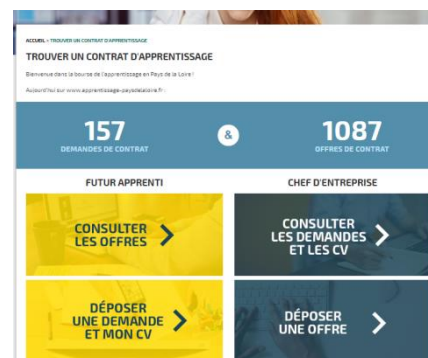 ACCUEIL > TROUVER UN CONTRAT D'APPRENTISSAGE
TROUVER UN CONTRAT D'APPRENTISSAGE
Bienvenue dans la bourse de l'apprentissage en Pays de la Loire !
Aujourd'hui sur www.apprentissage-paysdelaloire.fr :
157
DEMANDES DE CONTRAT
&
1087
OFFRES DE CONTRAT
FUTUR APPRENTI
CONSULTER
LES OFFRES
DÉPOSER
UNE DEMANDE
ET MON CV
CHEF D'ENTREPRISE
CONSULTER
LES DEMANDES
ET LES CV
DÉPOSER
UNE OFFRE